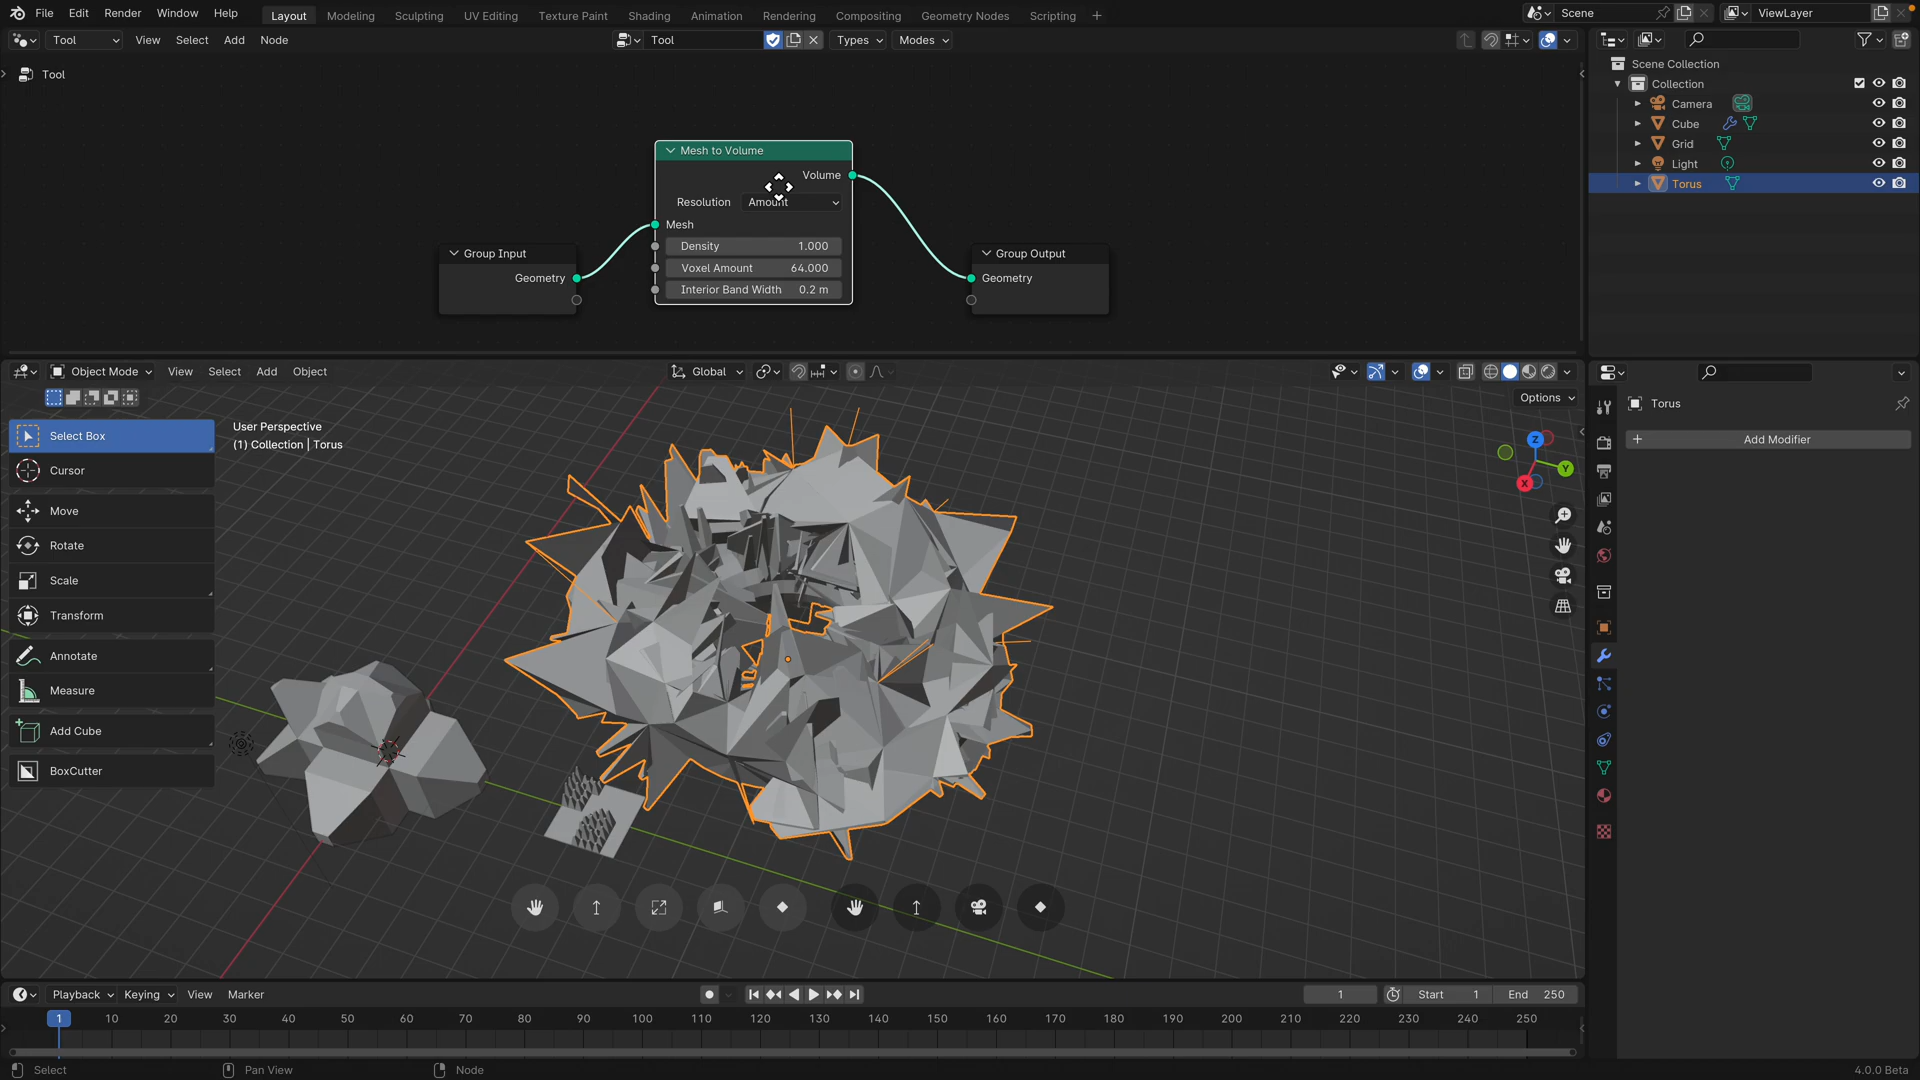 File Edit Render Window Help Layout Modeling Sculpting UV Editing Texture Paint Shading Animation Rendering Compositing Geometry Nodes Scripting Scene ViewLayer
Tool View Select Add Node Tool Types Modes
Tool
Mesh to Volume
Volume
Resolution Amount
Mesh
Density 1.000
Voxel Amount 64.000
Interior Band Width 0.2 m
Group Input
Geometry
Group Output
Geometry
Scene Collection
Collection
Camera
Cube
Grid
Light
Torus
Object Mode View Select Add Object Global
Options
User Perspective
(1) Collection | Torus
Select Box
Cursor
Move
Rotate
Scale
Transform
Annotate
Measure
Add Cube
BoxCutter
Z
Y
X
Torus
Add Modifier
Playback Keying View Marker 1 Start 1 End 250
1 10 20 30 40 50 60 70 80 90 100 110 120 130 140 150 160 170 180 190 200 210 220 230 240 250
Select Pan View Node 4.0.0 Beta